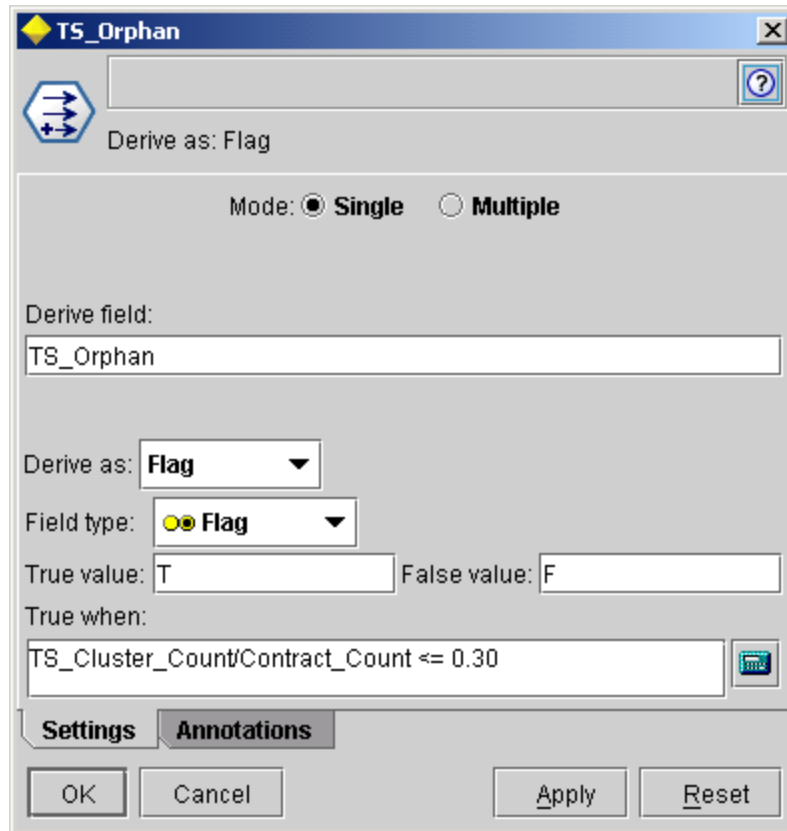 TS_Orphan
Derive as: Flag
Mode: Single Multiple
Derive field:
TS_Orphan
Derive as: Flag
Field type: Flag
True value: T False value: F
True when:
TS_Cluster_Count/Contract_Count <= 0.30
Settings Annotations
OK Cancel Apply Reset